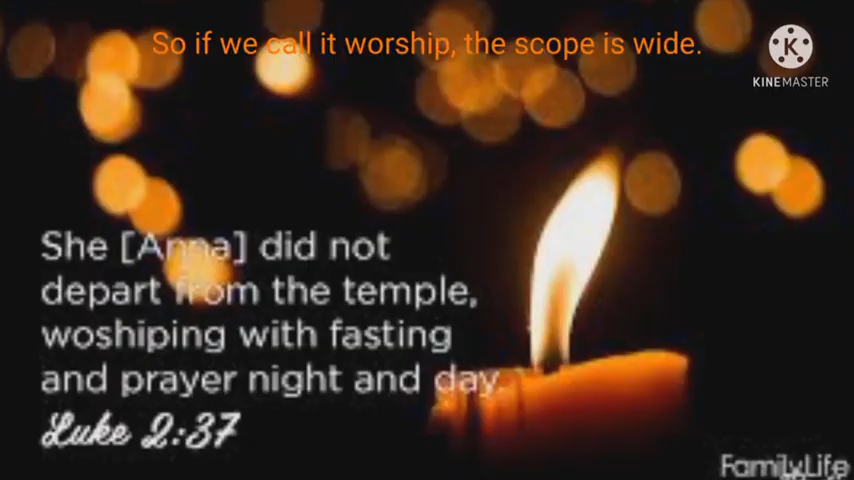 So if we call it worship, the scope is wide.
KINEMASTER
She [Anna] did not
depart from the temple,
woshiping with fasting
and prayer night and day.
Luke 2:37
FamilyLife